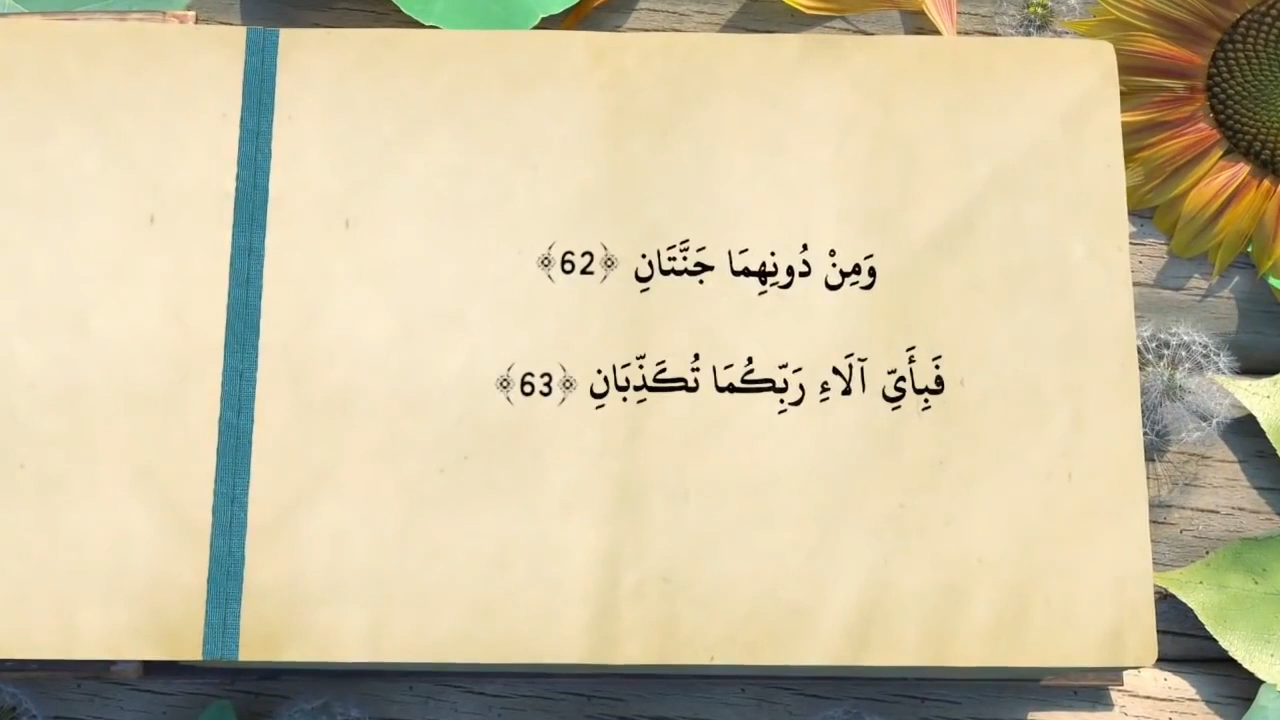 وَمِنْ دُونِهِمَا جَنَّتَانِ ﴿62﴾
فَبِأَيِّ آلَاءِ رَبِّكُمَا تُكَذِّبَانِ ﴿63﴾